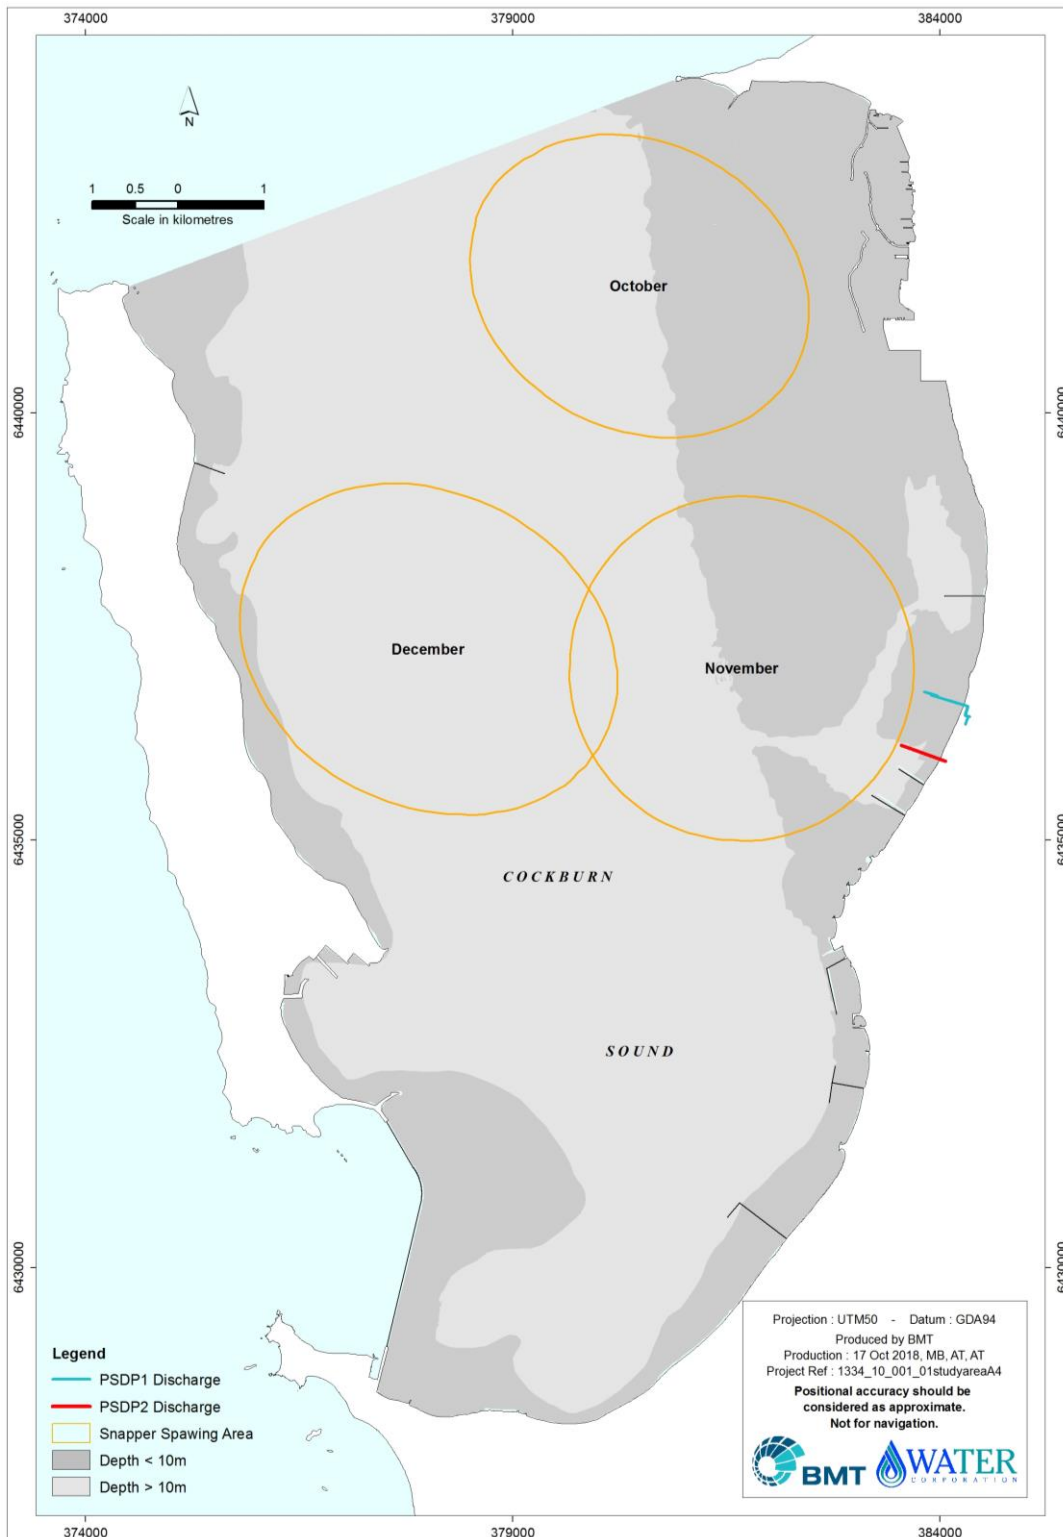 374000
379000
384000
N
1 0.5 0 1
Scale in kilometres
October
6440000
6440000
December
November
6435000
6435000
COCKBURN
SOUND
6430000
6430000
Legend
PSDP1 Discharge
PSDP2 Discharge
Snapper Spawing Area
Depth < 10m
Depth > 10m
Projection : UTM50 - Datum : GDA94
Produced by BMT
Production : 17 Oct 2018, MB, AT, AT
Project Ref : 1334_10_001_01studyareaA4
Positional accuracy should be
considered as approximate.
Not for navigation.
BMT
WATER
CORPORATION
374000
379000
384000